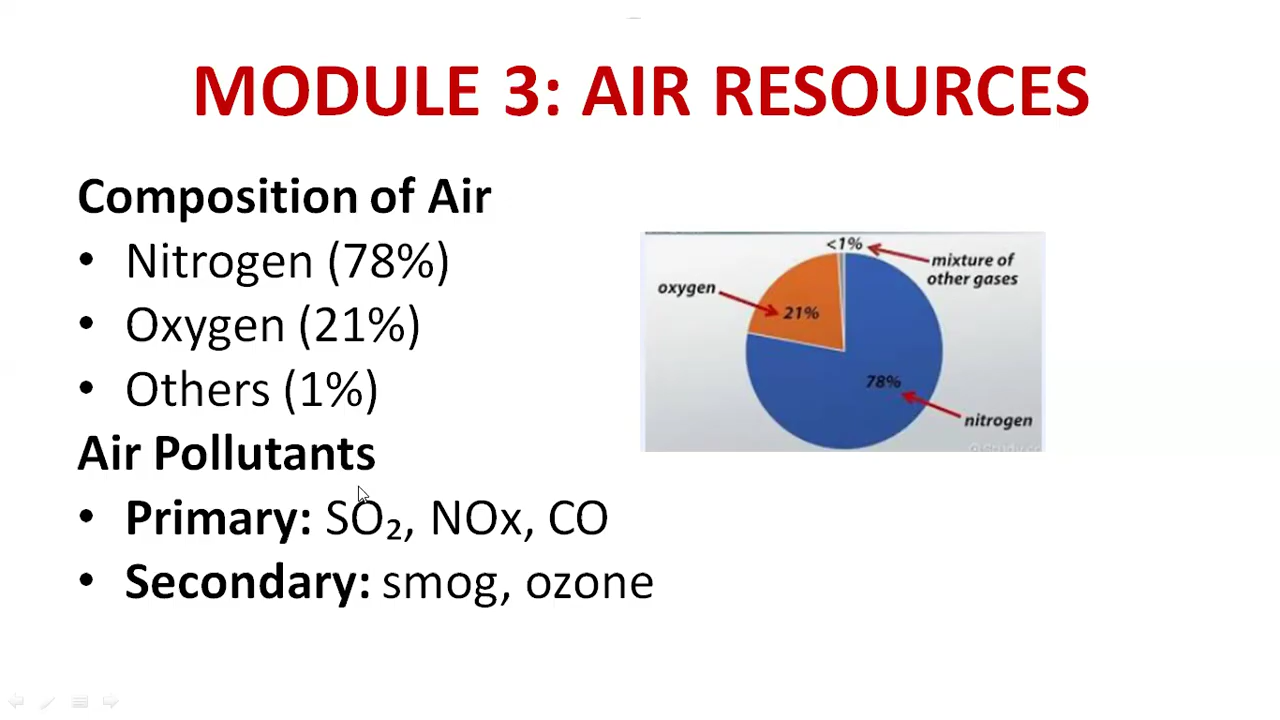 MODULE 3: AIR RESOURCES
Composition of Air
• Nitrogen (78%)
• Oxygen (21%)
• Others (1%)
Air Pollutants
• Primary: SO₂, NOx, CO
• Secondary: smog, ozone
<1%
mixture of
other gases
oxygen
21%
78%
nitrogen